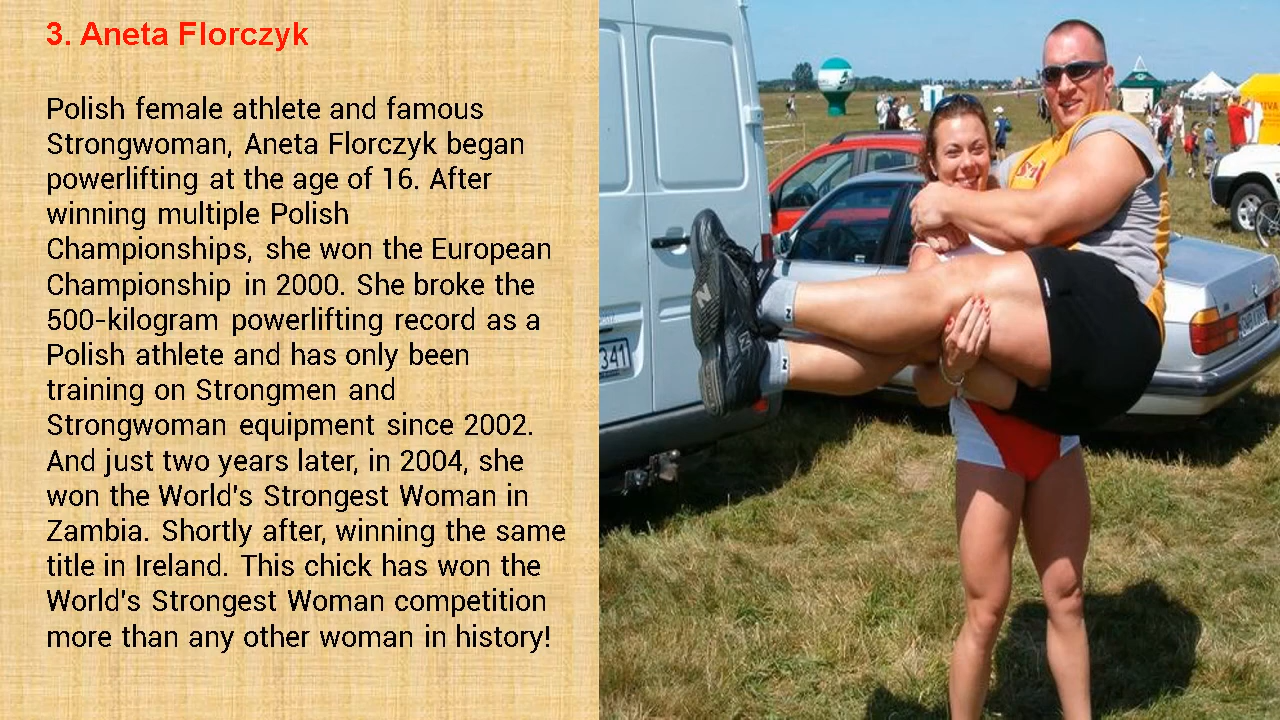 3. Aneta Florczyk
Polish female athlete and famous
Strongwoman, Aneta Florczyk began
powerlifting at the age of 16. After
winning multiple Polish
Championships, she won the European
Championship in 2000. She broke the
500-kilogram powerlifting record as a
Polish athlete and has only been
training on Strongmen and
Strongwoman equipment since 2002.
And just two years later, in 2004, she
won the World's Strongest Woman in
Zambia. Shortly after, winning the same
title in Ireland. This chick has won the
World's Strongest Woman competition
more than any other woman in history!
341